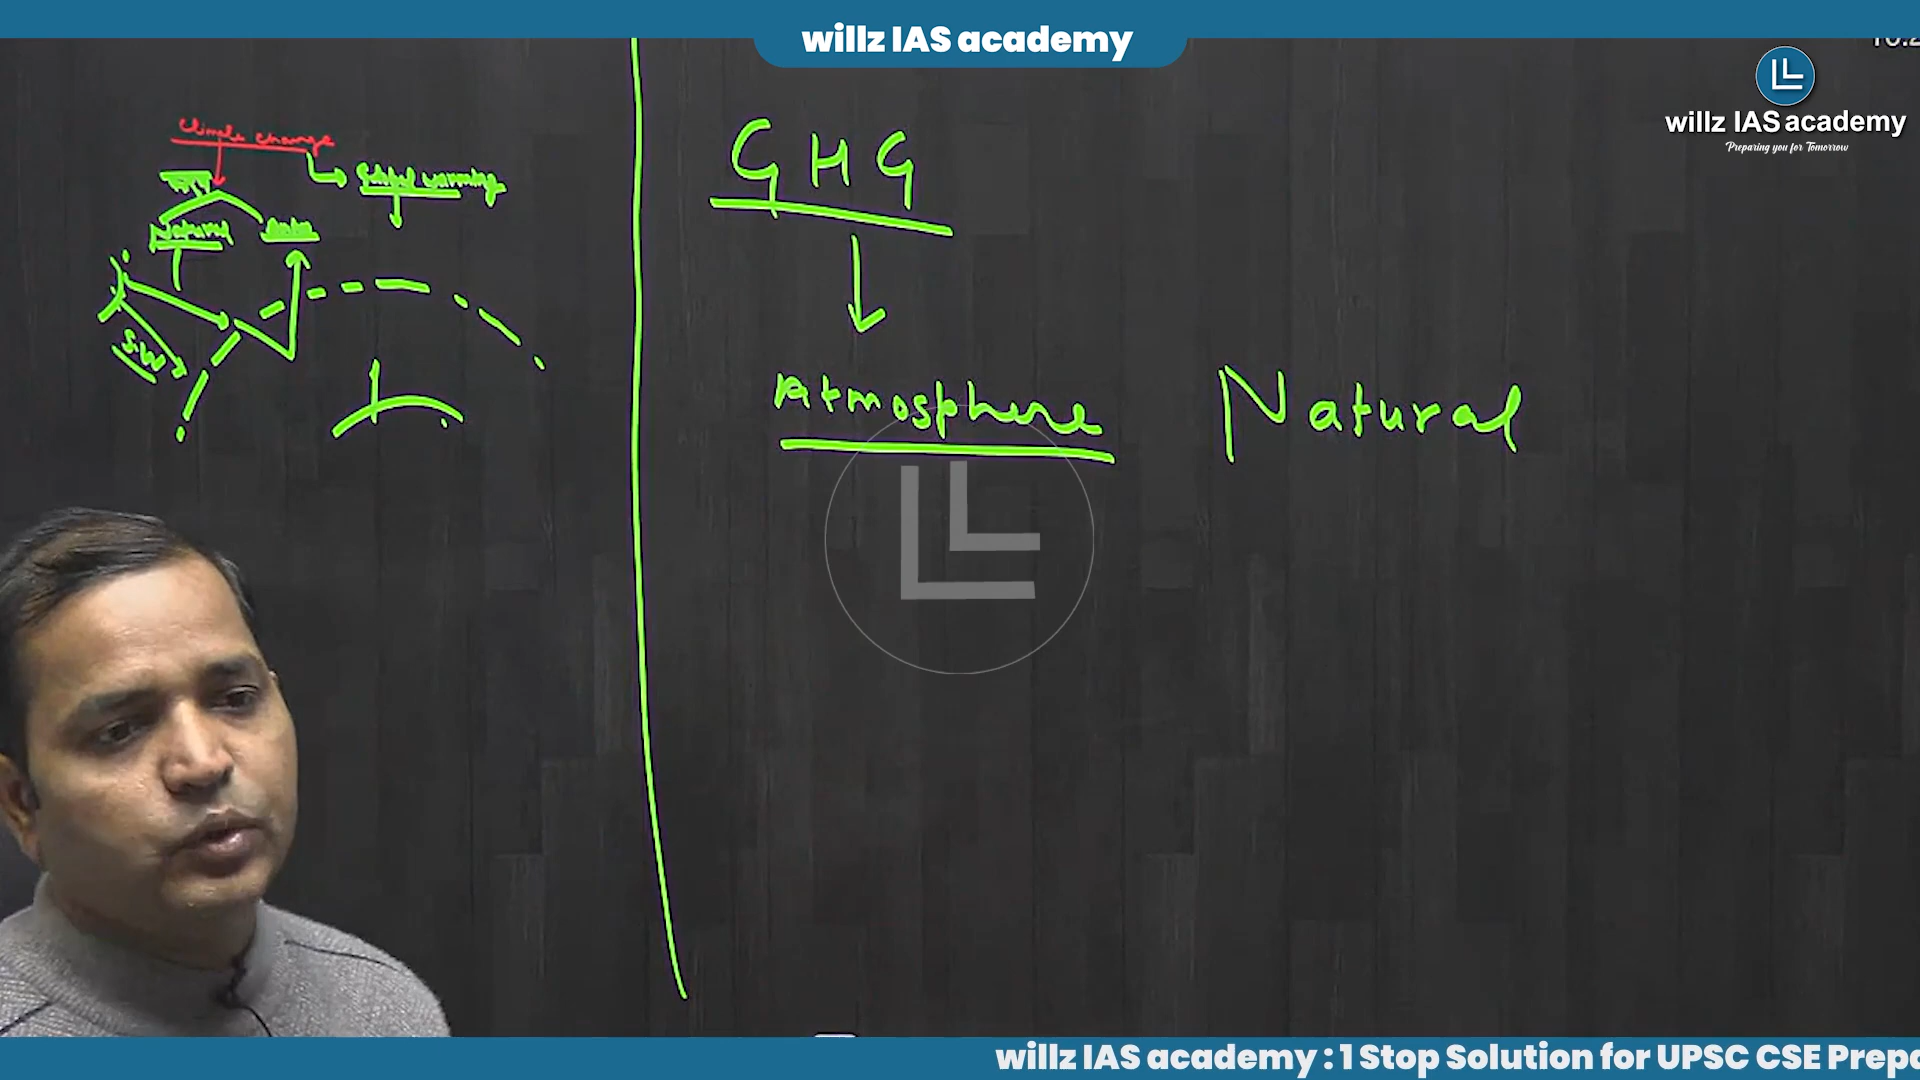 willz IAS academy
willz IAS academy
Preparing you for Tomorrow
Climate change
Global warming
Natural
GHG
Atmosphere Natural
willz IAS academy : 1 Stop Solution for UPSC CSE Prepa